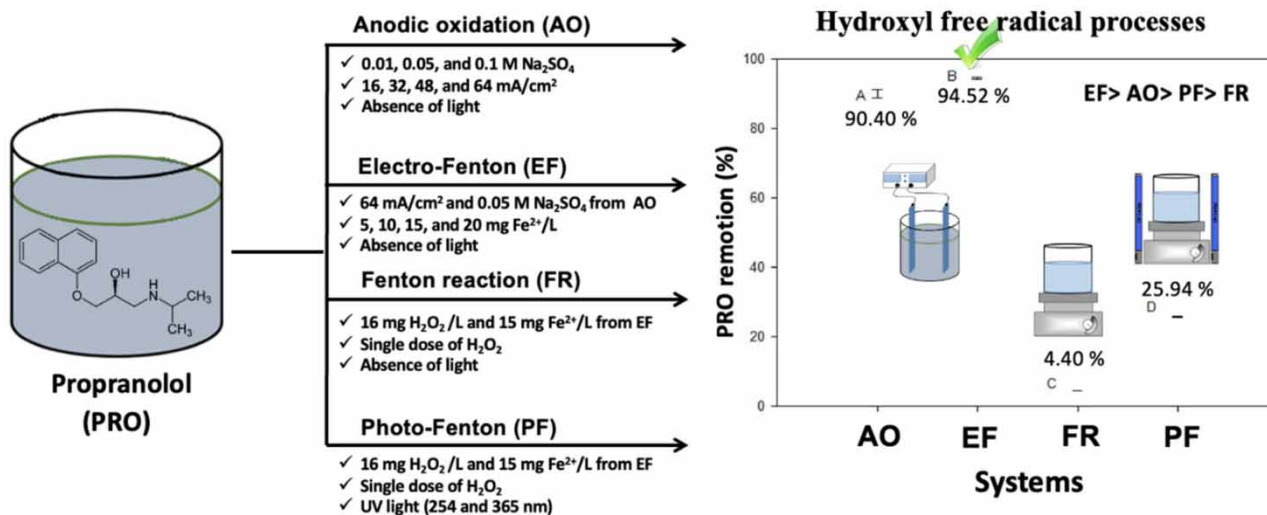 Anodic oxidation (AO)
✓ 0.01, 0.05, and 0.1 M Na₂SO₄
✓ 16, 32, 48, and 64 mA/cm²
✓ Absence of light
Electro-Fenton (EF)
✓ 64 mA/cm² and 0.05 M Na₂SO₄ from AO
✓ 5, 10, 15, and 20 mg Fe²⁺/L
✓ Absence of light
Fenton reaction (FR)
✓ 16 mg H₂O₂ /L and 15 mg Fe²⁺/L from EF
✓ Single dose of H₂O₂
✓ Absence of light
Photo-Fenton (PF)
✓ 16 mg H₂O₂ /L and 15 mg Fe²⁺/L from EF
✓ Single dose of H₂O₂
✓ UV light (254 and 365 nm)
OH
O
H
N
CH₃
CH₃
Propranolol
(PRO)
Hydroxyl free radical processes
PRO remotion (%)
100
80
60
40
20
0
A
90.40 %
B
94.52 %
EF> AO> PF> FR
4.40 %
C
25.94 %
D
AO EF FR PF
Systems